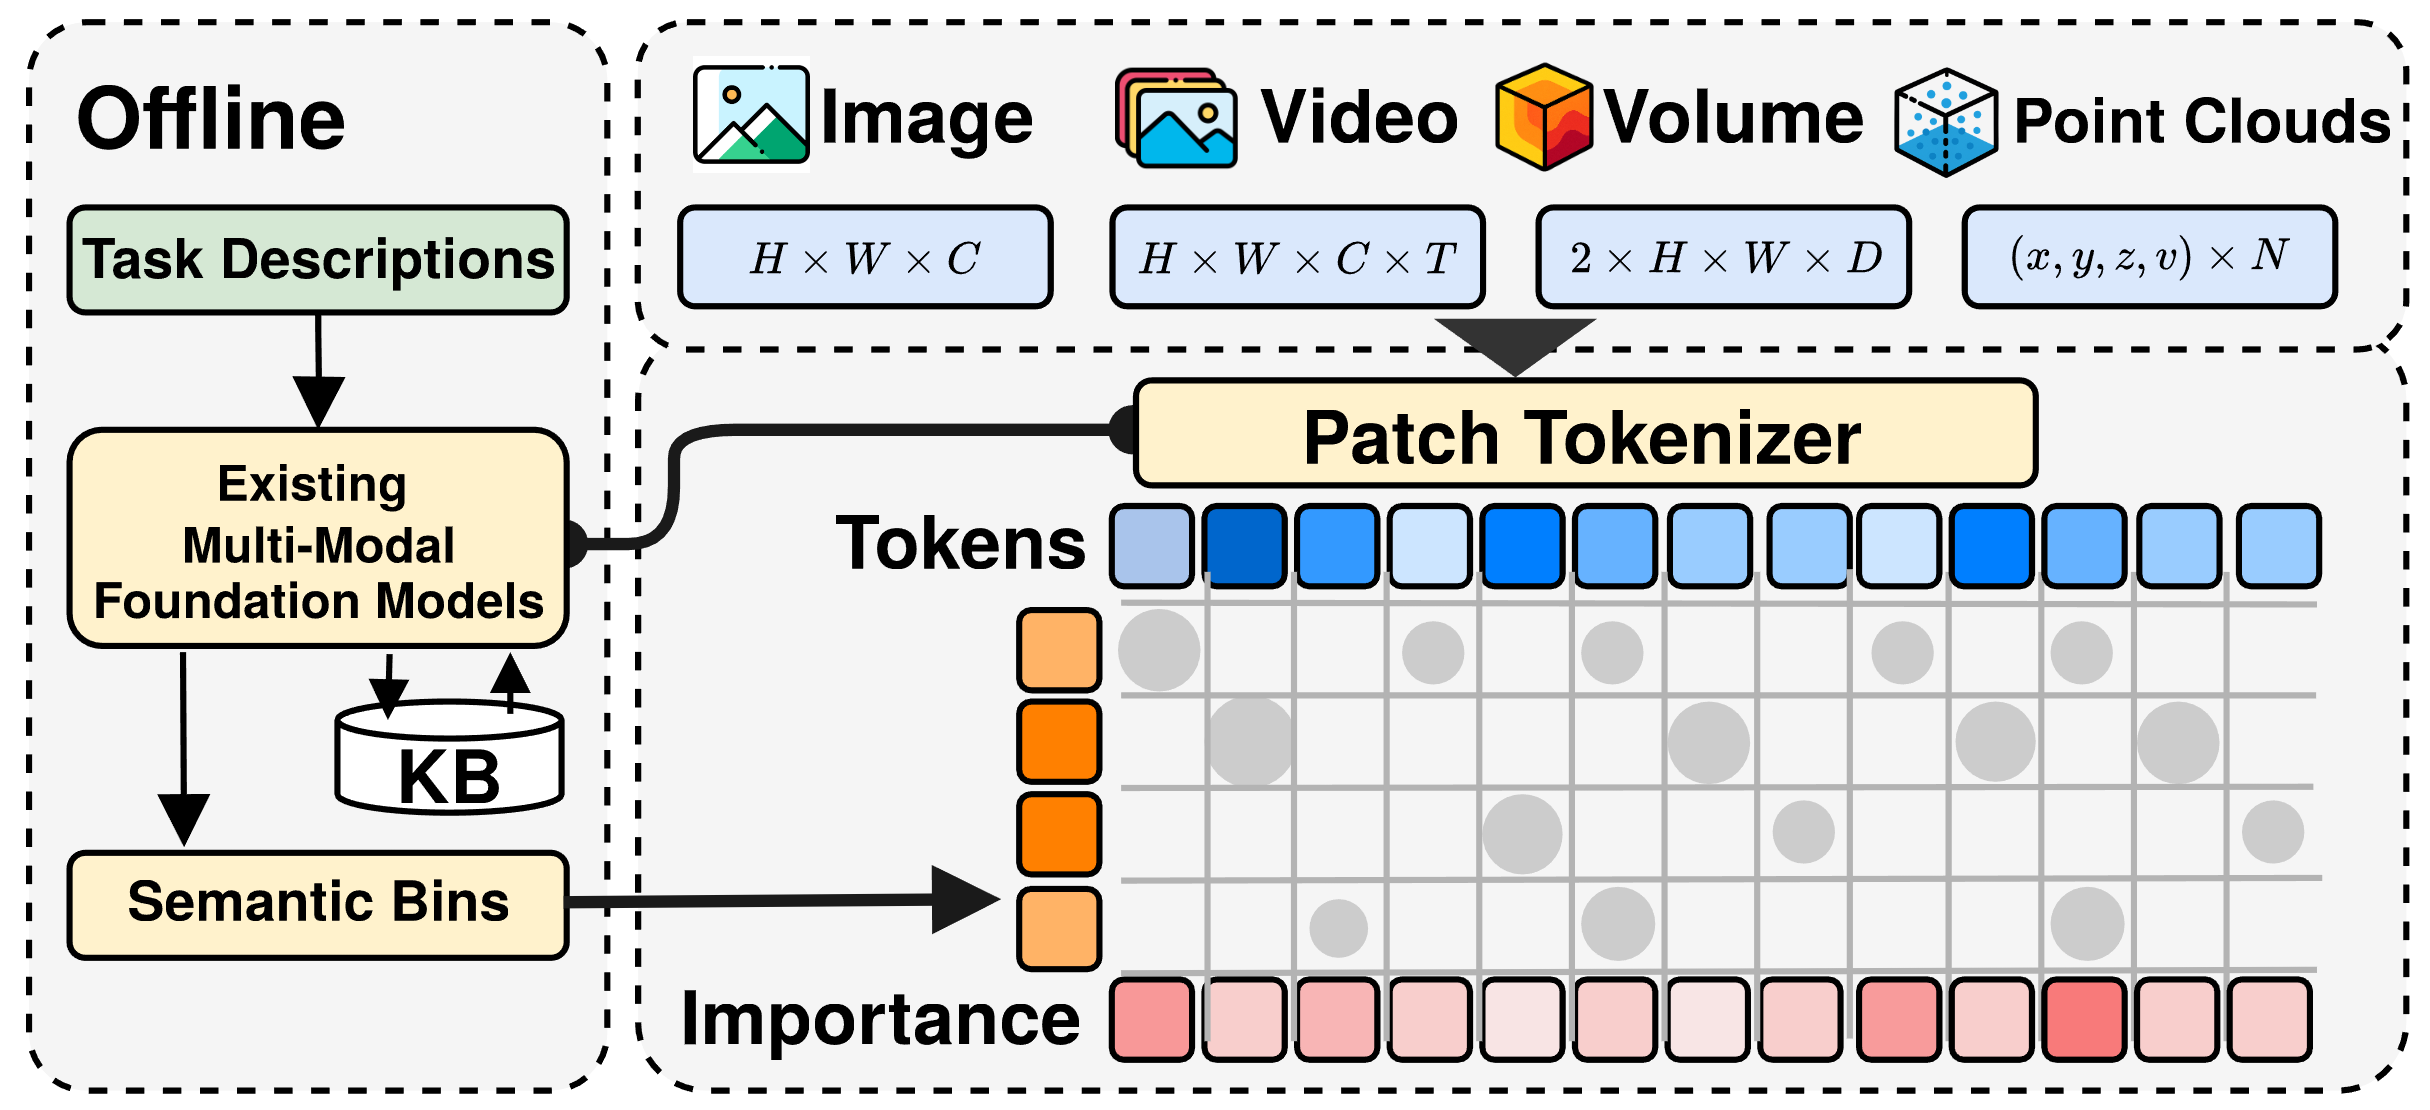 Offline
Task Descriptions
Existing
Multi-Modal
Foundation Models
KB
Semantic Bins
Image
Video
Volume
Point Clouds
H × W × C
H × W × C × T
2 × H × W × D
(x, y, z, v) × N
Patch Tokenizer
Tokens
Importance